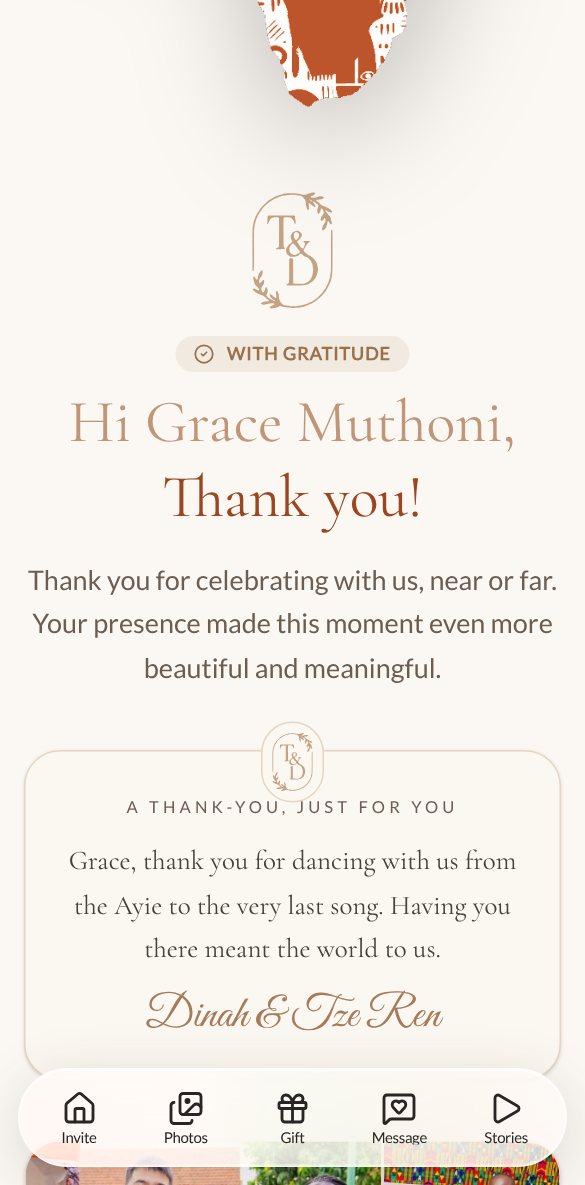 T&D
WITH GRATITUDE
Hi Grace Muthoni,
Thank you!
Thank you for celebrating with us, near or far.
Your presence made this moment even more
beautiful and meaningful.
T&D
A THANK-YOU, JUST FOR YOU
Grace, thank you for dancing with us from
the Ayie to the very last song. Having you
there meant the world to us.
Dinah & Tze Ren
Invite
Photos
Gift
Message
Stories